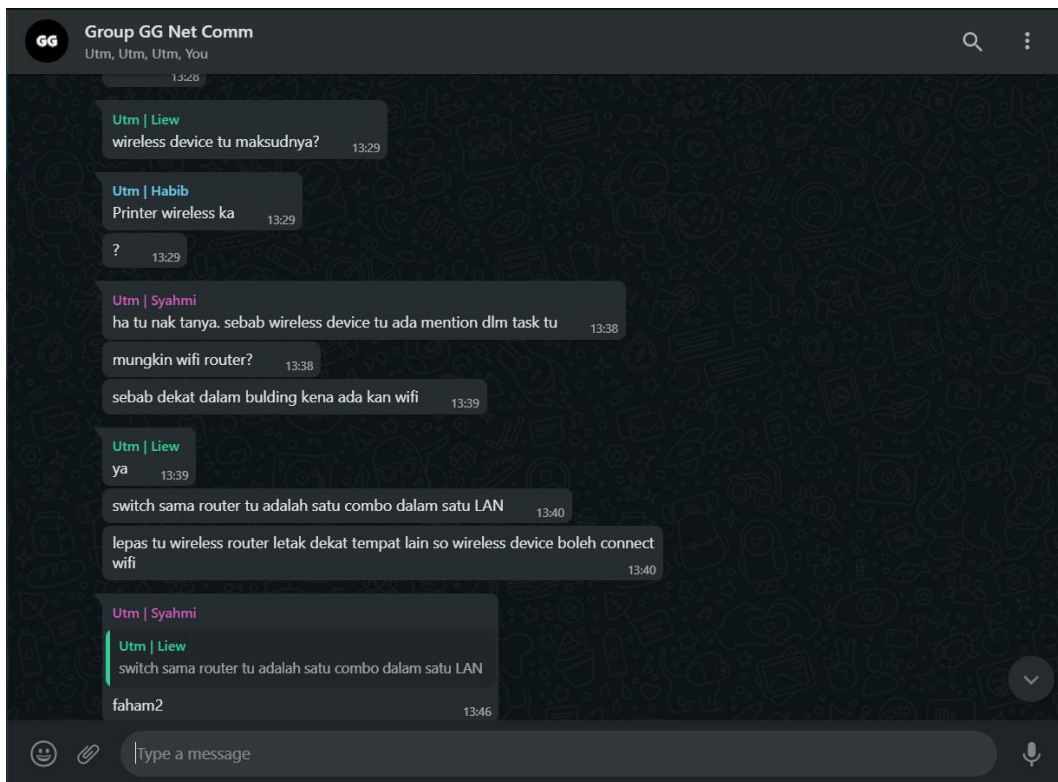 GG
Group GG Net Comm
Utm, Utm, Utm, You
13:28
Utm | Liew
wireless device tu maksudnya?
13:29
Utm | Habib
Printer wireless ka
13:29
?
13:29
Utm | Syahmi
ha tu nak tanya. sebab wireless device tu ada mention dlm task tu
13:38
mungkin wifi router?
13:38
sebab dekat dalam bulding kena ada kan wifi
13:39
Utm | Liew
ya
13:39
switch sama router tu adalah satu combo dalam satu LAN
13:40
lepas tu wireless router letak dekat tempat lain so wireless device boleh connect
wifi
13:40
Utm | Syahmi
Utm | Liew
switch sama router tu adalah satu combo dalam satu LAN
faham2
13:46
Type a message